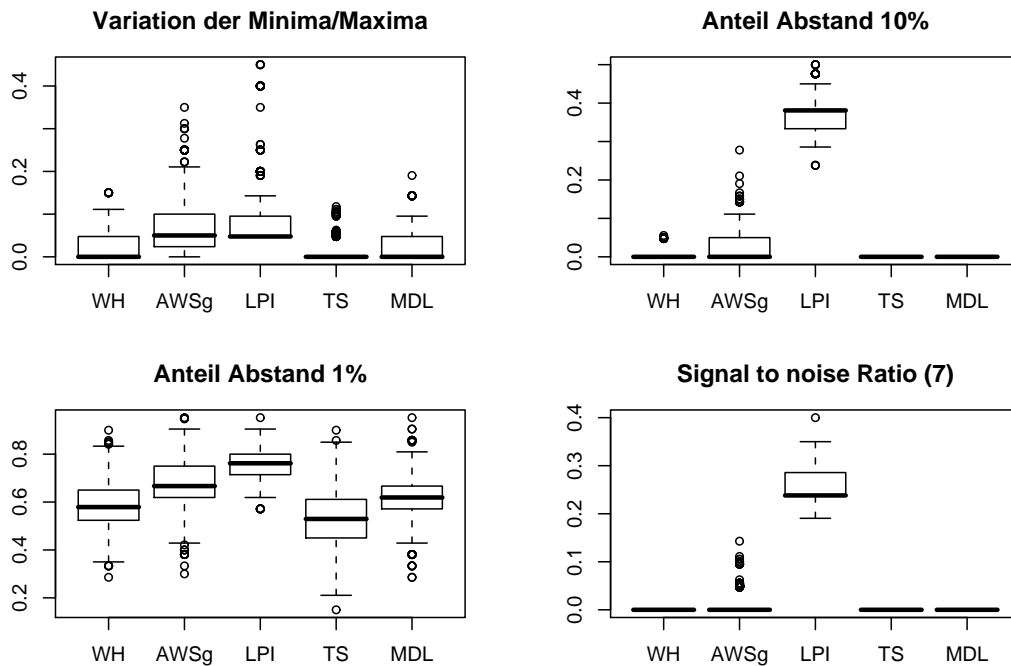 Variation der Minima/Maxima
0.0 0.2 0.4
WH AWSg LPI TS MDL
Anteil Abstand 10%
0.0 0.2 0.4
WH AWSg LPI TS MDL
Anteil Abstand 1%
0.2 0.4 0.6 0.8
WH AWSg LPI TS MDL
Signal to noise Ratio (7)
0.0 0.1 0.2 0.3 0.4
WH AWSg LPI TS MDL